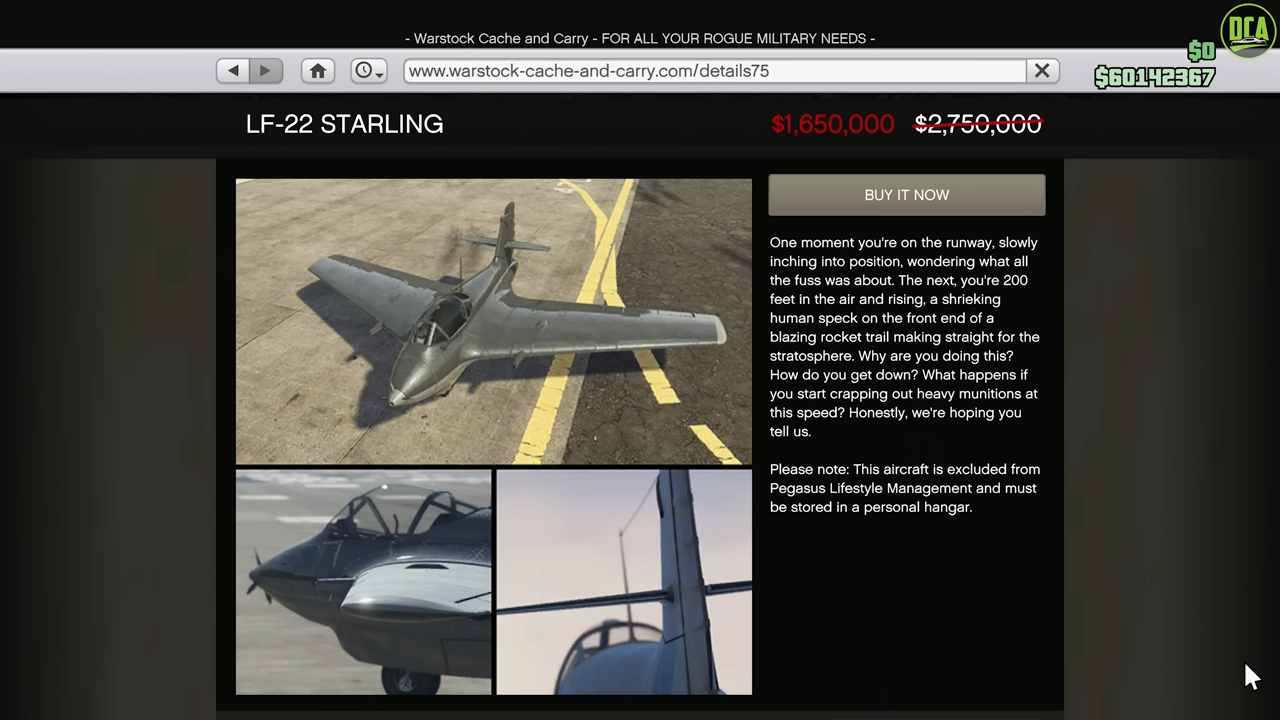 - Warstock Cache and Carry - FOR ALL YOUR ROGUE MILITARY NEEDS -
DCA
$0
www.warstock-cache-and-carry.com/details75
$60142367
LF-22 STARLING
$1,650,000 $2,750,000
BUY IT NOW
One moment you're on the runway, slowly
inching into position, wondering what all
the fuss was about. The next, you're 200
feet in the air and rising, a shrieking
human speck on the front end of a
blazing rocket trail making straight for the
stratosphere. Why are you doing this?
How do you get down? What happens if
you start crapping out heavy munitions at
this speed? Honestly, we're hoping you
tell us.
Please note: This aircraft is excluded from
Pegasus Lifestyle Management and must
be stored in a personal hangar.